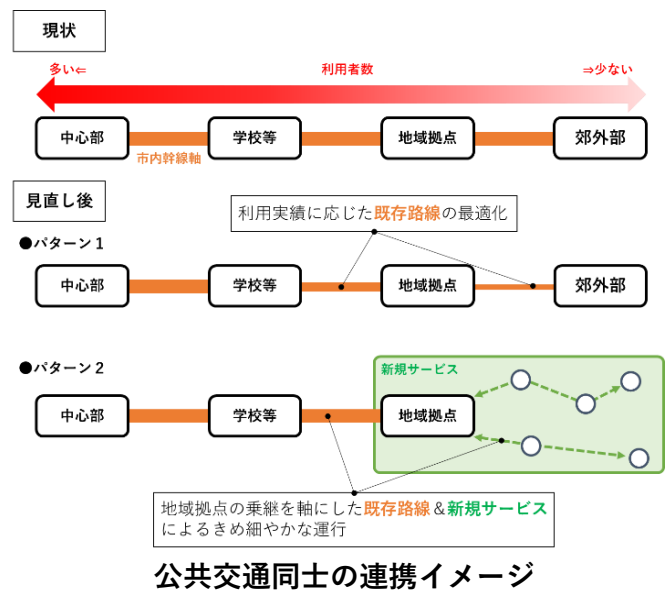 現状
多い⇐
利用者数
⇒少ない
中心部
学校等
地域拠点
郊外部
市内幹線軸
見直し後
利用実績に応じた既存路線の最適化
●パターン1
中心部
学校等
地域拠点
郊外部
●パターン2
新規サービス
中心部
学校等
地域拠点
地域拠点の乗継を軸にした既存路線＆新規サービス
によるきめ細やかな運行
公共交通同士の連携イメージ